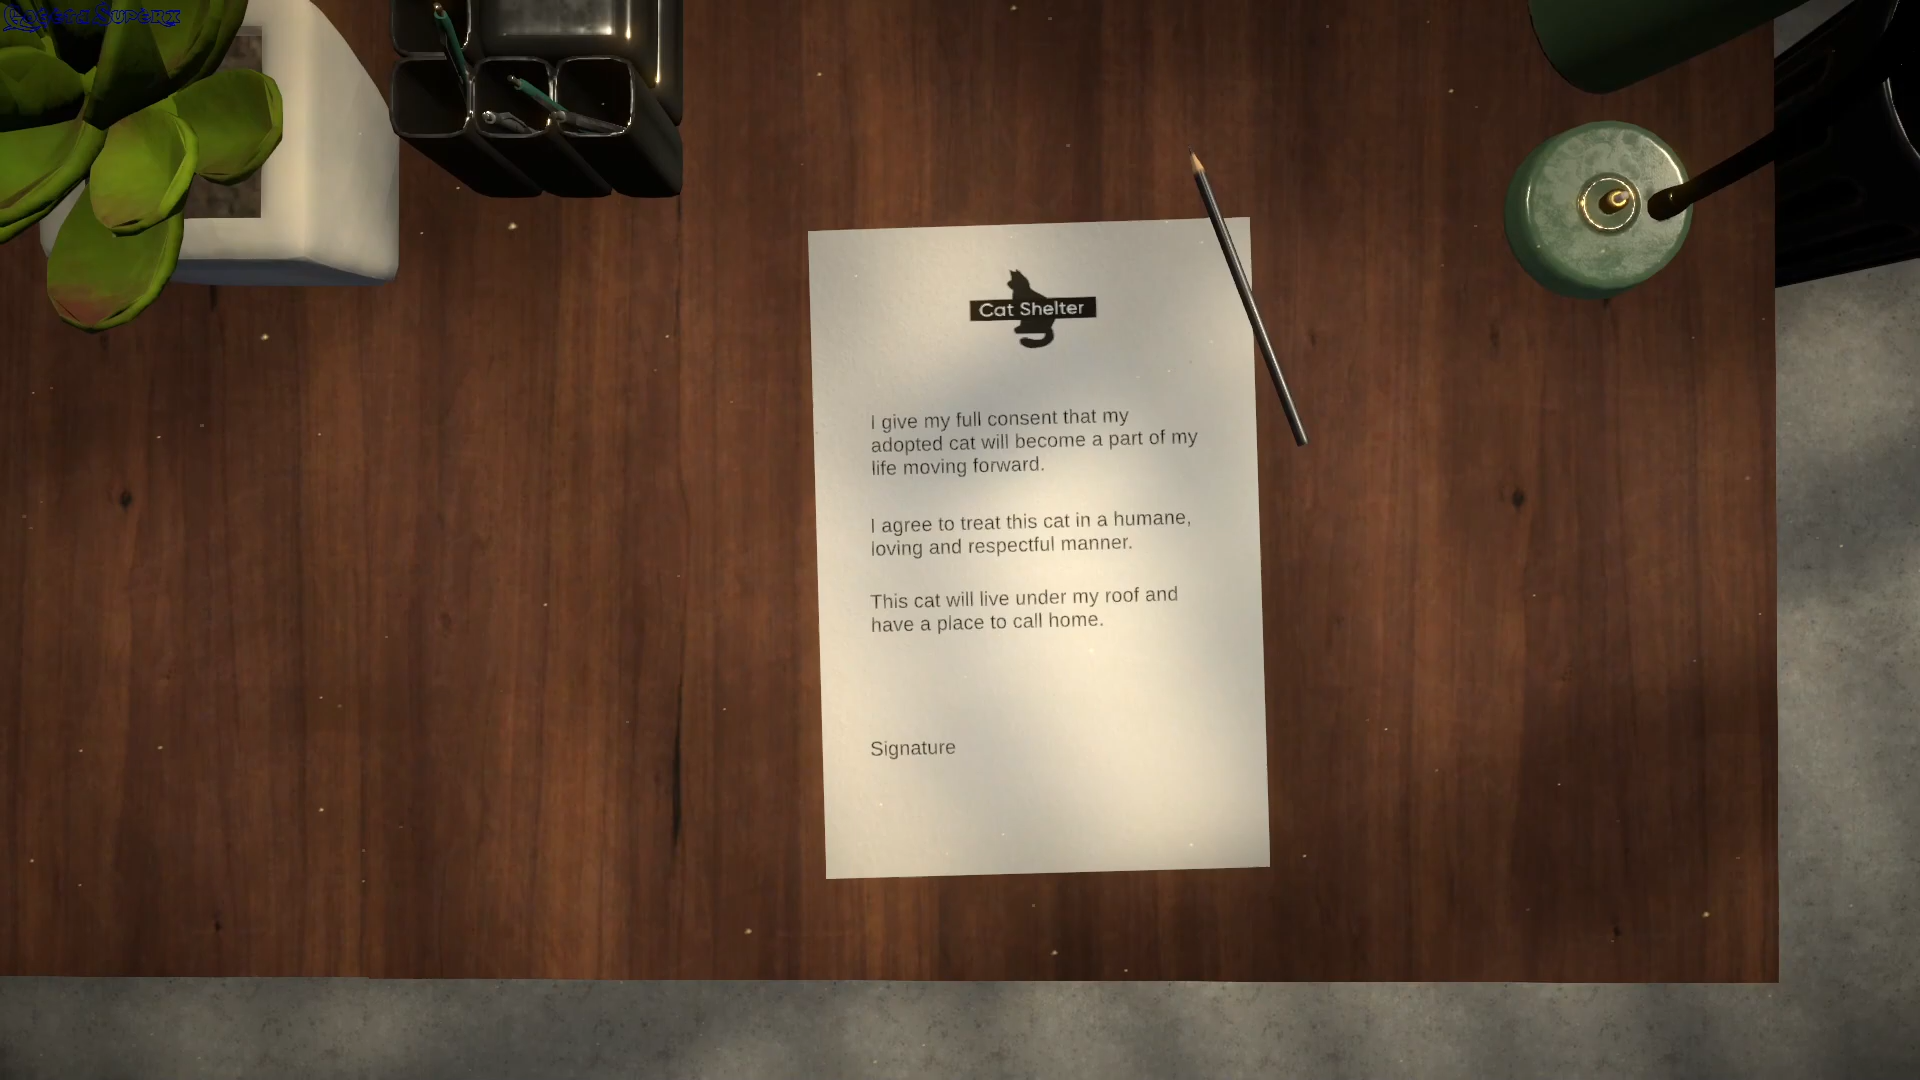 Cat Shelter
I give my full consent that my
adopted cat will become a part of my
life moving forward.
I agree to treat this cat in a humane,
loving and respectful manner.
This cat will live under my roof and
have a place to call home.
Signature